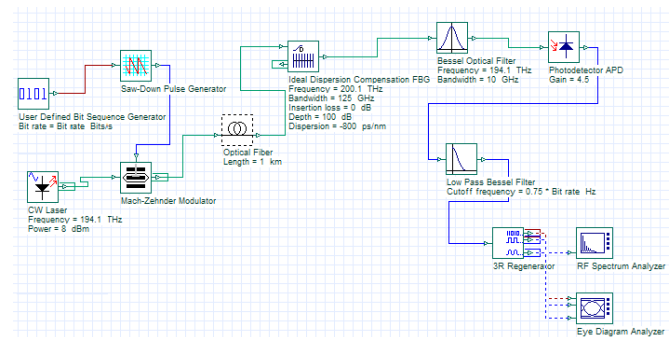 Saw-Down Pulse Generator
0101
User Defined Bit Sequence Generator
Bit rate = Bit rate Bits/s
CW Laser
Frequency = 194.1 THz
Power = 8 dBm
Mach-Zehnder Modulator
Optical Fiber
Length = 1 km
Ideal Dispersion Compensation FBG
Frequency = 200.1 THz
Bandwidth = 125 GHz
Insertion loss = 0 dB
Depth = 100 dB
Dispersion = -800 ps/nm
Bessel Optical Filter
Frequency = 194.1 THz
Bandwidth = 10 GHz
Photodetector APD
Gain = 4.5
Low Pass Bessel Filter
Cutoff frequency = 0.75 * Bit rate Hz
3R Regenerator
RF Spectrum Analyzer
Eye Diagram Analyzer